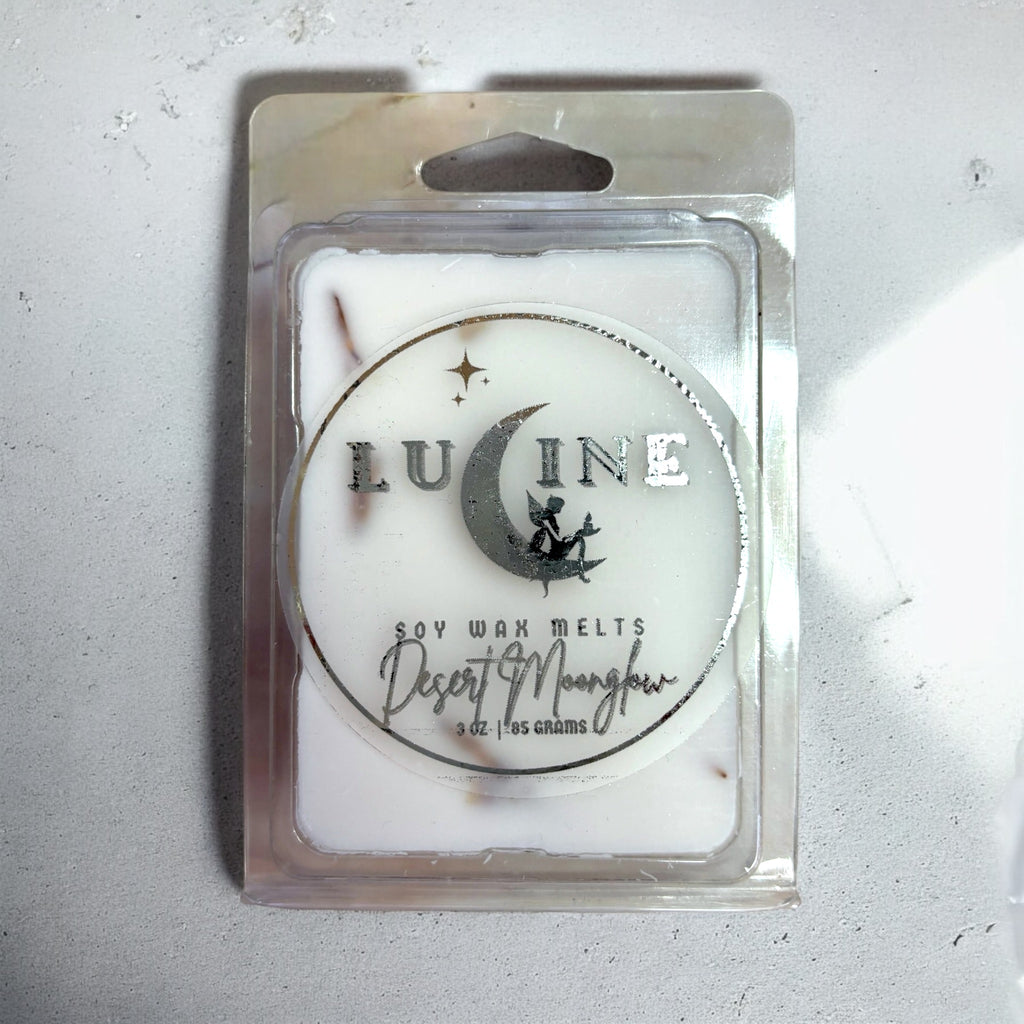 LUCINE
SOY WAX MELTS
Desert Moonglow
3 OZ | 85 GRAMS